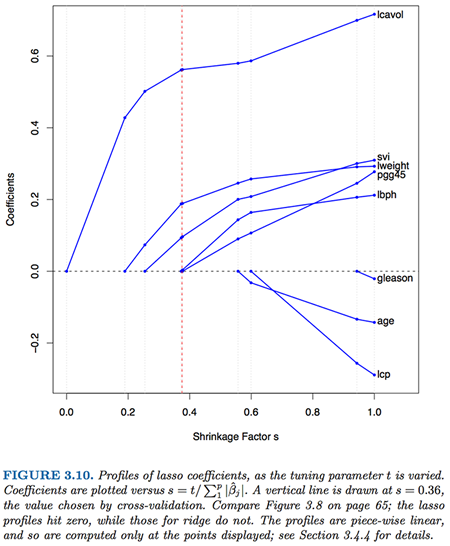 lcavol
0.6
0.4
svi
lweight
pgg45
Coefficients
0.2
lbph
0.0
gleason
age
−0.2
lcp
0.0 0.2 0.4 0.6 0.8 1.0
Shrinkage Factor s
FIGURE 3.10. Profiles of lasso coefficients, as the tuning parameter t is varied.
Coefficients are plotted versus s = t/∑₁ᵖ |β̂ⱼ|. A vertical line is drawn at s = 0.36,
the value chosen by cross-validation. Compare Figure 3.8 on page 65; the lasso
profiles hit zero, while those for ridge do not. The profiles are piece-wise linear,
and so are computed only at the points displayed; see Section 3.4.4 for details.